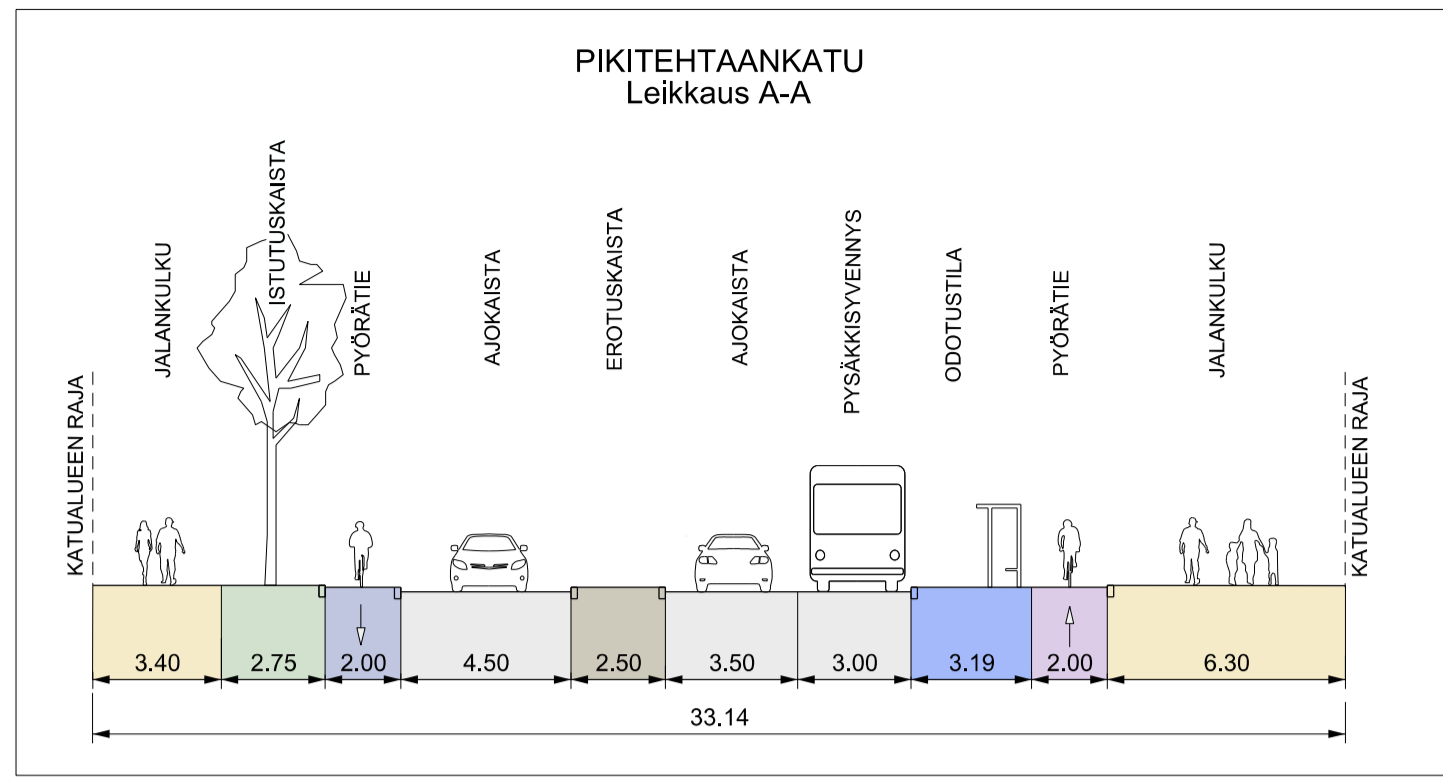 PIKITEHTAANKATU
Leikkaus A-A
KATUALUEEN RAJA
JALANKULKU
ISTUTUSKAISTA
PYÖRÄTIE
AJOKAISTA
EROTUSKAISTA
AJOKAISTA
PYSÄKKISYVENNYS
ODOTUSTILA
PYÖRÄTIE
JALANKULKU
KATUALUEEN RAJA
3.40
2.75
2.00
4.50
2.50
3.50
3.00
3.19
2.00
6.30
33.14